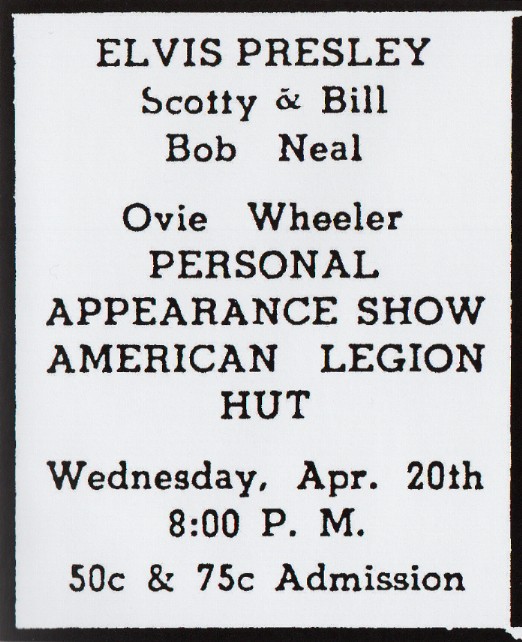 ELVIS PRESLEY
Scotty & Bill
Bob Neal
Ovie Wheeler
PERSONAL
APPEARANCE SHOW
AMERICAN LEGION
HUT
Wednesday, Apr. 20th
8:00 P. M.
50c & 75c Admission